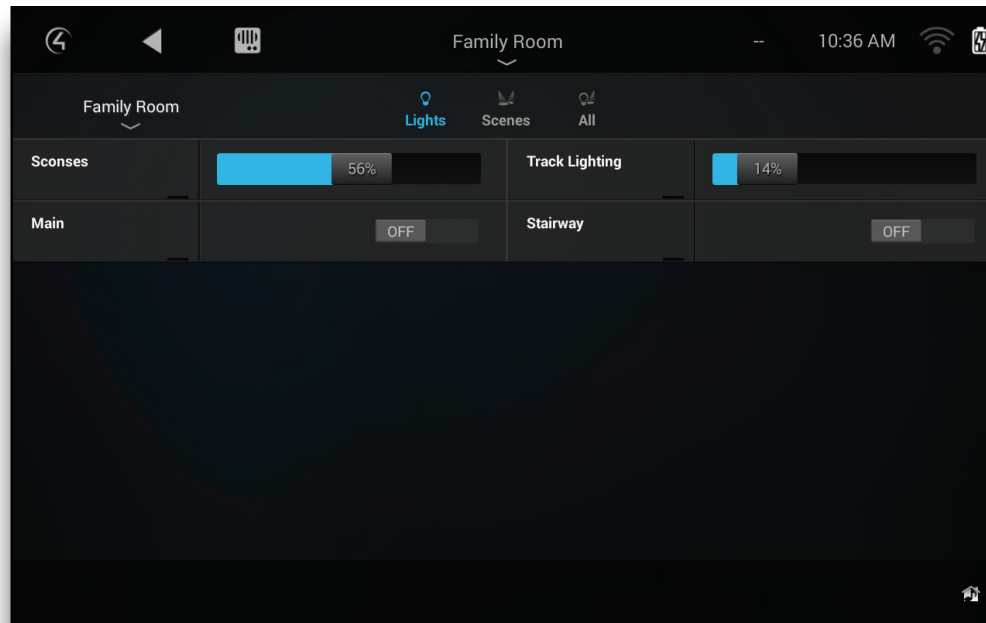 Family Room -- 10:36 AM
Family Room Lights Scenes All
Sconses 56% Track Lighting 14%
Main OFF Stairway OFF